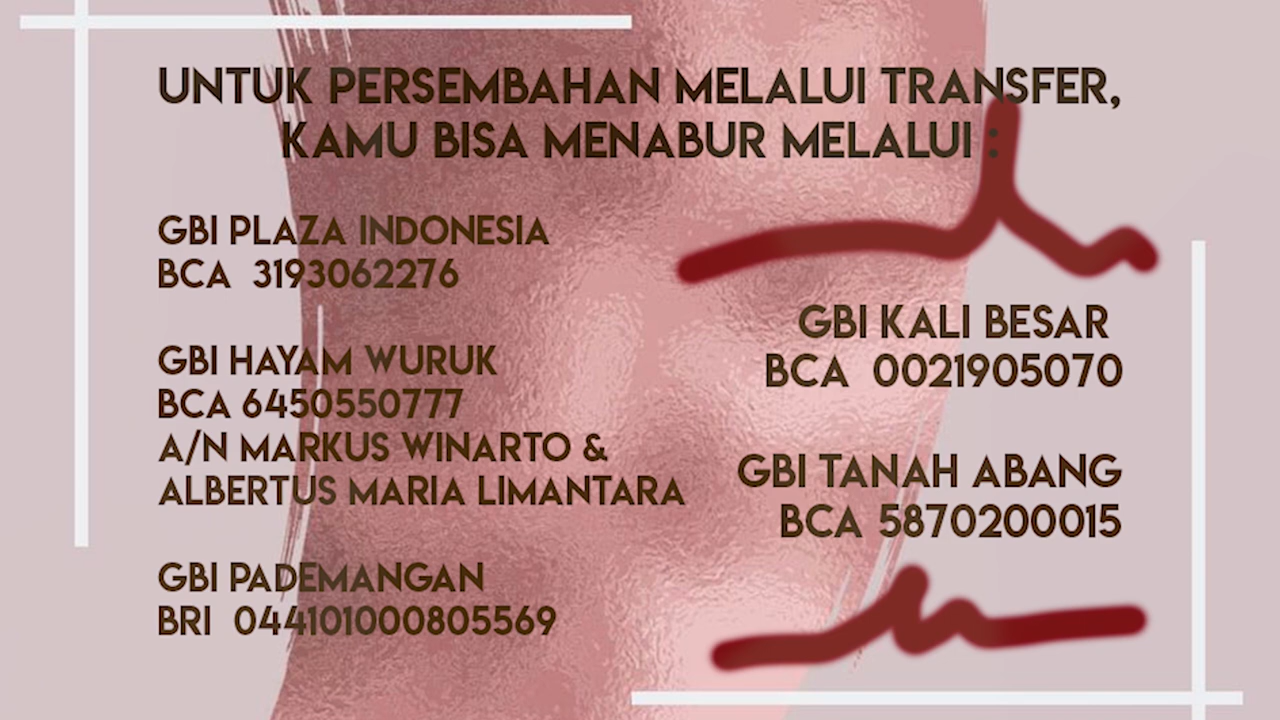 UNTUK PERSEMBAHAN MELALUI TRANSFER,
KAMU BISA MENABUR MELALUI :
GBI PLAZA INDONESIA
BCA 3193062276
GBI HAYAM WURUK
BCA 6450550777
A/N MARKUS WINARTO &
ALBERTUS MARIA LIMANTARA
GBI PADEMANGAN
BRI 044101000805569
GBI KALI BESAR
BCA 0021905070
GBI TANAH ABANG
BCA 5870200015